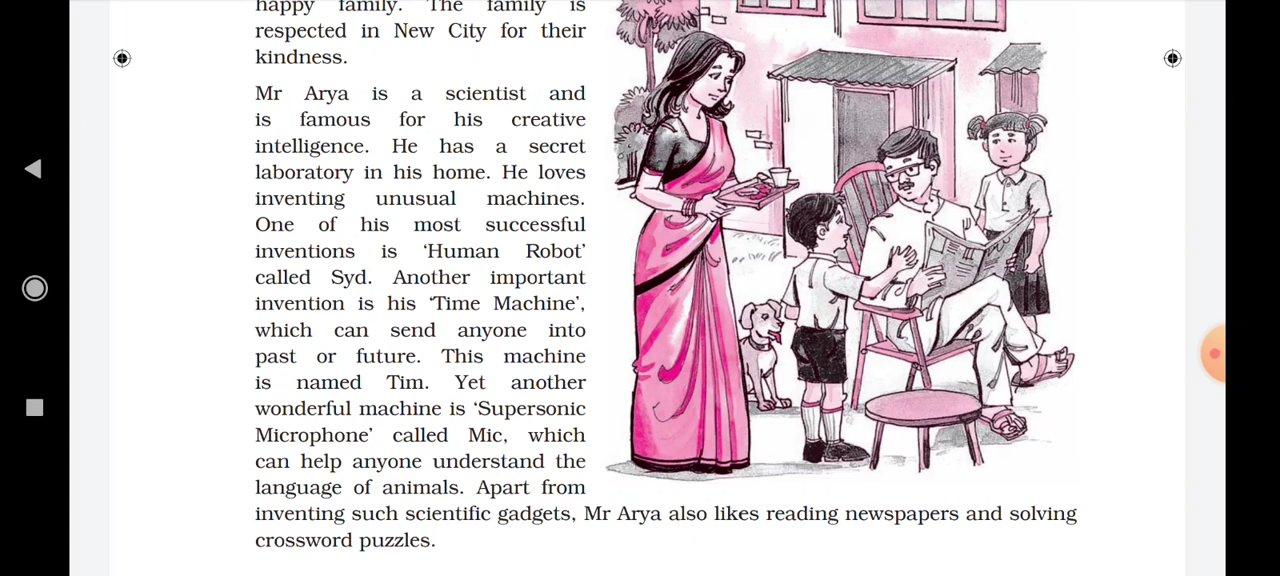 happy family. The family is
respected in New City for their
kindness.
Mr Arya is a scientist and
is famous for his creative
intelligence. He has a secret
laboratory in his home. He loves
inventing unusual machines.
One of his most successful
inventions is ‘Human Robot’
called Syd. Another important
invention is his ‘Time Machine’,
which can send anyone into
past or future. This machine
is named Tim. Yet another
wonderful machine is ‘Supersonic
Microphone’ called Mic, which
can help anyone understand the
language of animals. Apart from
inventing such scientific gadgets, Mr Arya also likes reading newspapers and solving
crossword puzzles.